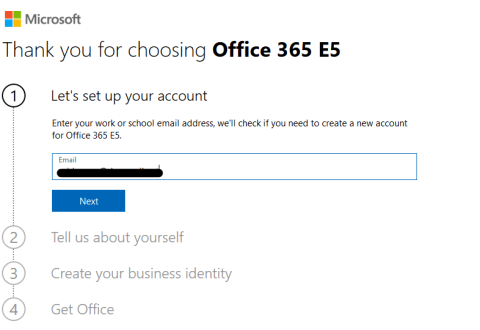 Microsoft
Thank you for choosing Office 365 E5
1 Let's set up your account
Enter your work or school email address, we'll check if you need to create a new account
for Office 365 E5.
Email
Next
2 Tell us about yourself
3 Create your business identity
4 Get Office